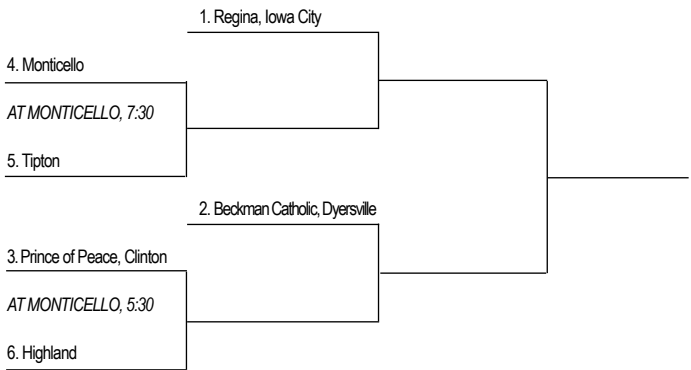 1. Regina, Iowa City
4. Monticello
AT MONTICELLO, 7:30
5. Tipton
2. Beckman Catholic, Dyersville
3. Prince of Peace, Clinton
AT MONTICELLO, 5:30
6. Highland